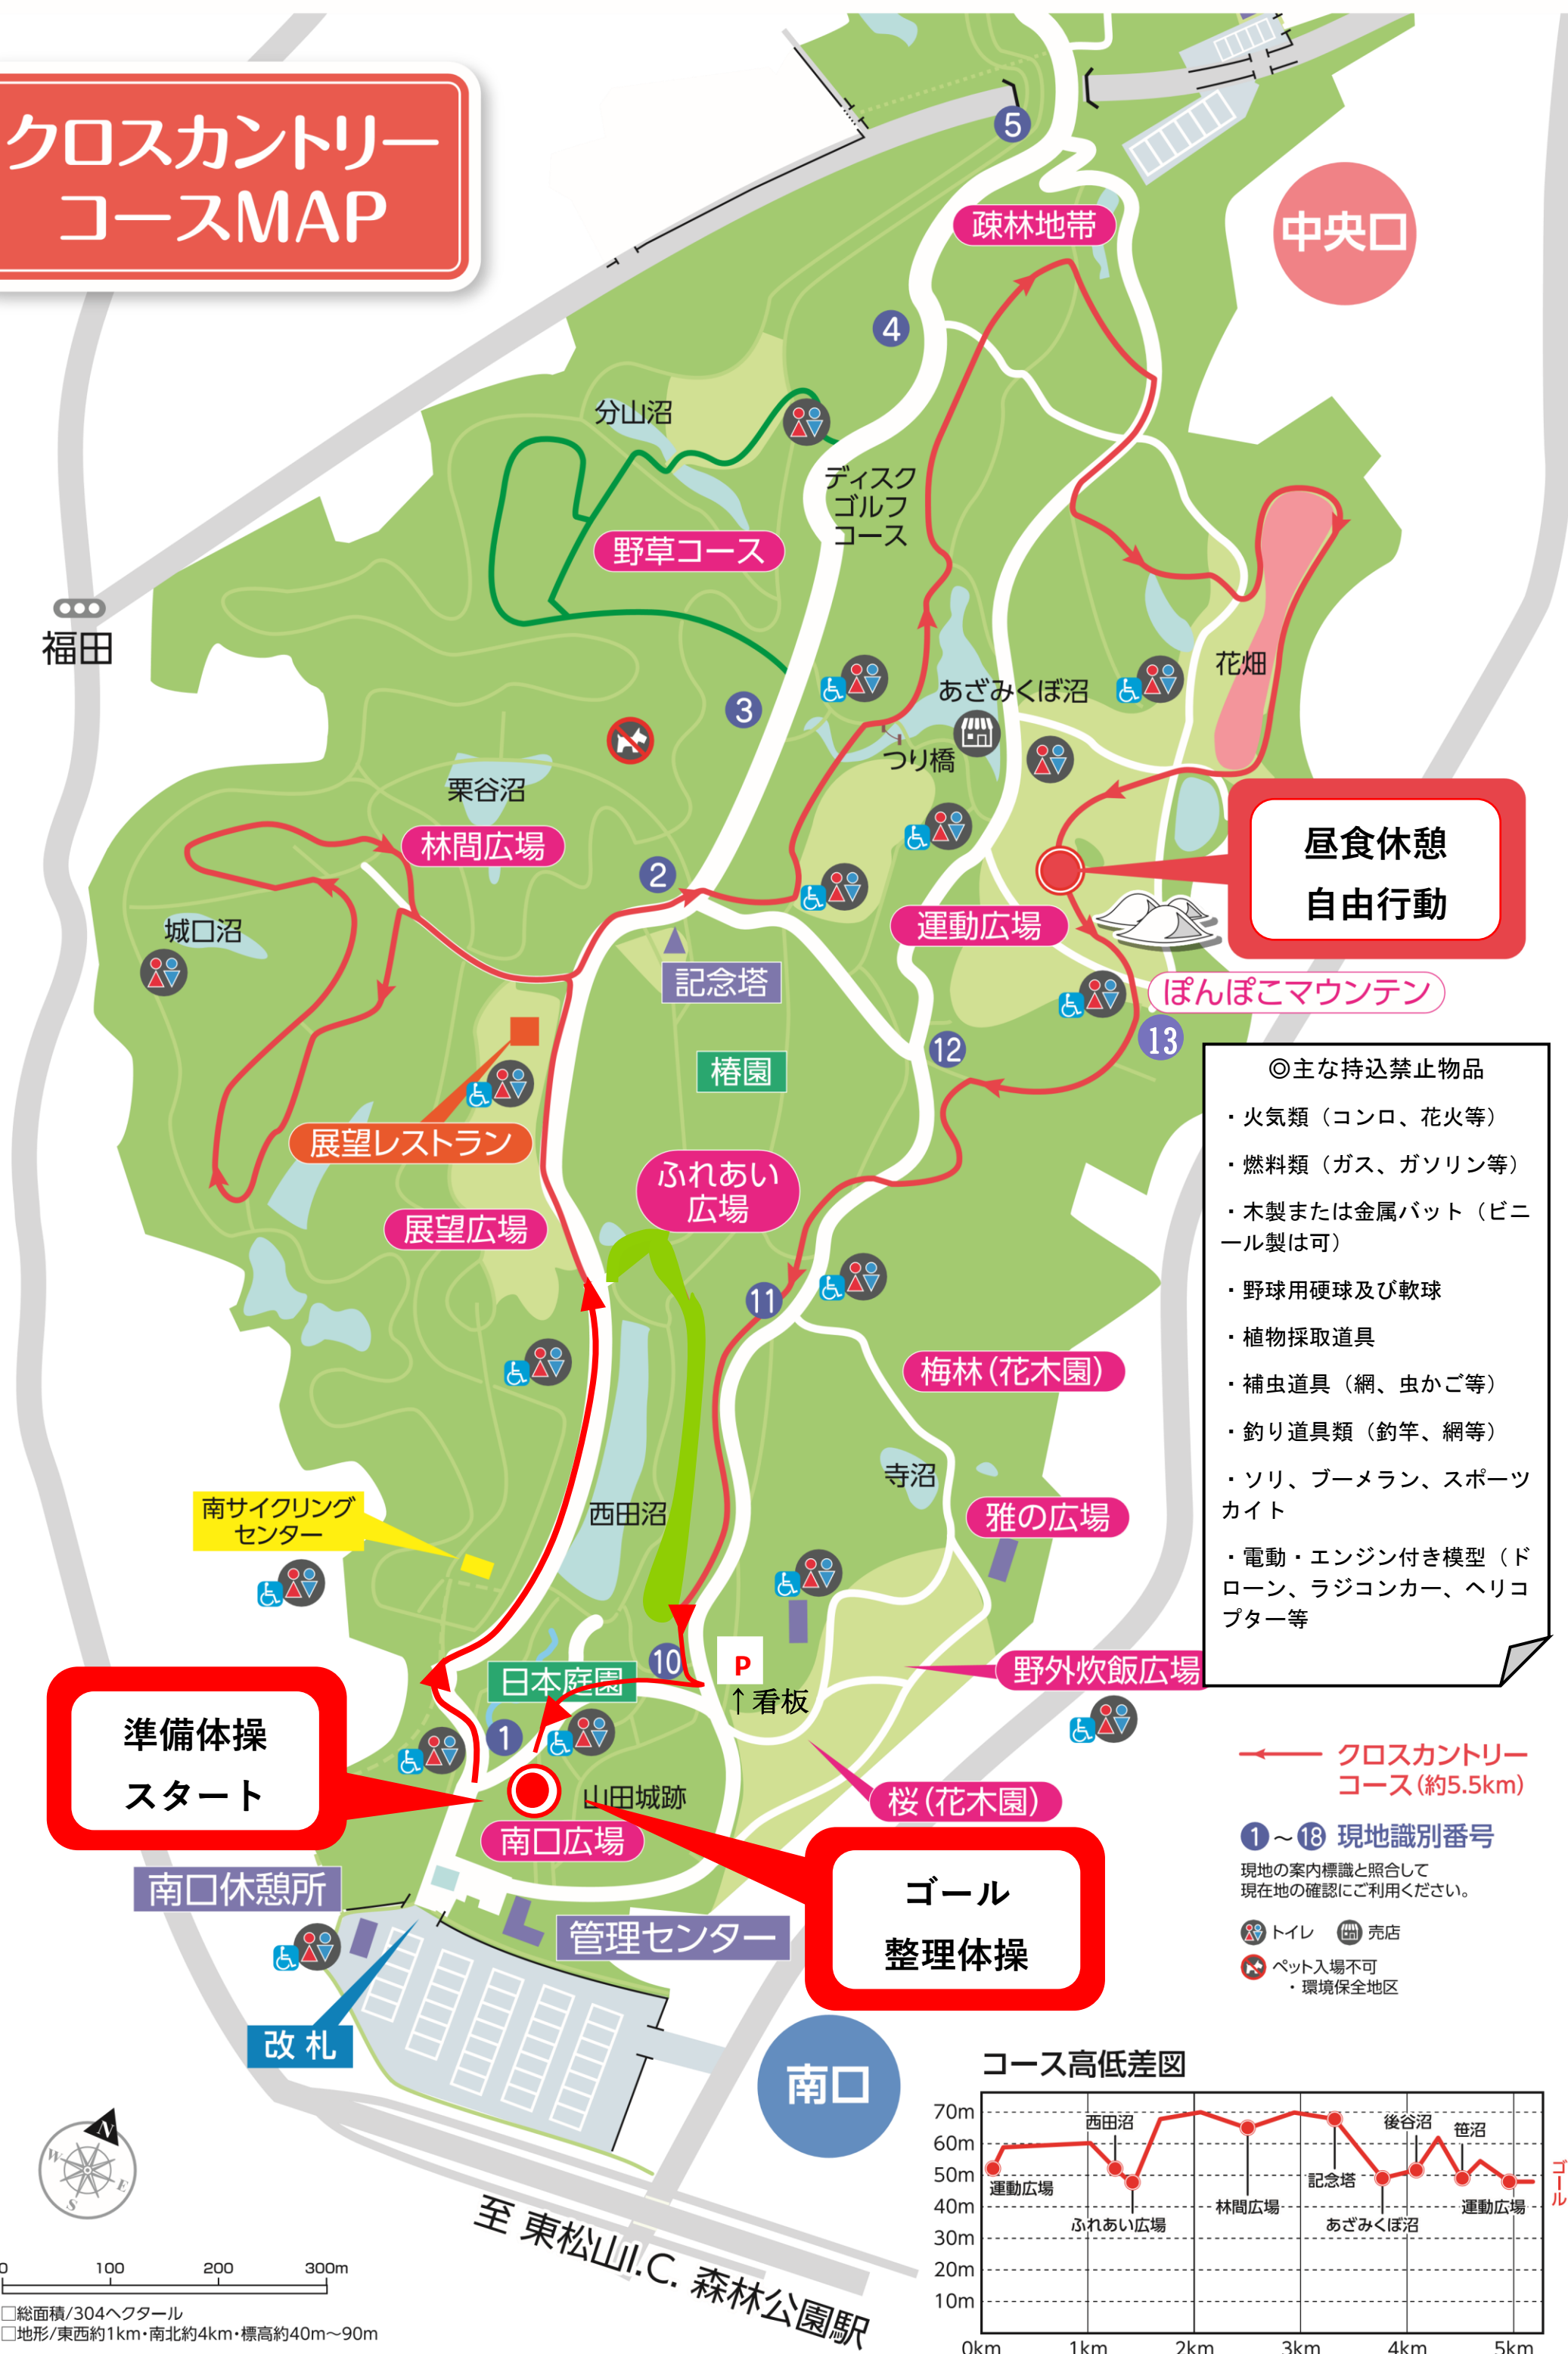 クロスカントリー
コースMAP
5
中央口
疎林地帯
4
分山沼
ディスク
ゴルフ
コース
野草コース
福田
花畑
3
あざみくぼ沼
つり橋
栗谷沼
林間広場
2
昼食休憩
自由行動
城口沼
運動広場
記念塔
ぽんぽこマウンテン
13
12
椿園
展望レストラン
ふれあい
広場
展望広場
11
◎主な持込禁止物品
・火気類（コンロ、花火等）
・燃料類（ガス、ガソリン等）
・木製または金属バット（ビニ
ール製は可）
・野球用硬球及び軟球
・植物採取道具
・補虫道具（網、虫かご等）
・釣り道具類（釣竿、網等）
・ソリ、ブーメラン、スポーツ
カイト
・電動・エンジン付き模型（ド
ローン、ラジコンカー、ヘリコ
プター等
梅林（花木園）
寺沼
雅の広場
西田沼
南サイクリング
センター
10
P
↑看板
日本庭園
野外炊飯広場
1
準備体操
スタート
山田城跡
桜（花木園）
南口広場
ゴール
整理体操
南口休憩所
管理センター
改札
南口
クロスカントリー
コース（約5.5km）
1～18 現地識別番号
現地の案内標識と照合して
現在地の確認にご利用ください。
トイレ 売店
ペット入場不可
・環境保全地区
至 東松山I.C. 森林公園駅
N
W
E
S
0 100 200 300m
□総面積/304ヘクタール
□地形/東西約1km・南北約4km・標高約40m〜90m
コース高低差図
70m
60m
50m
40m
30m
20m
10m
0km 1km 2km 3km 4km 5km
運動広場
西田沼
ふれあい広場
林間広場
記念塔
あざみくぼ沼
後谷沼
笹沼
運動広場
ゴール